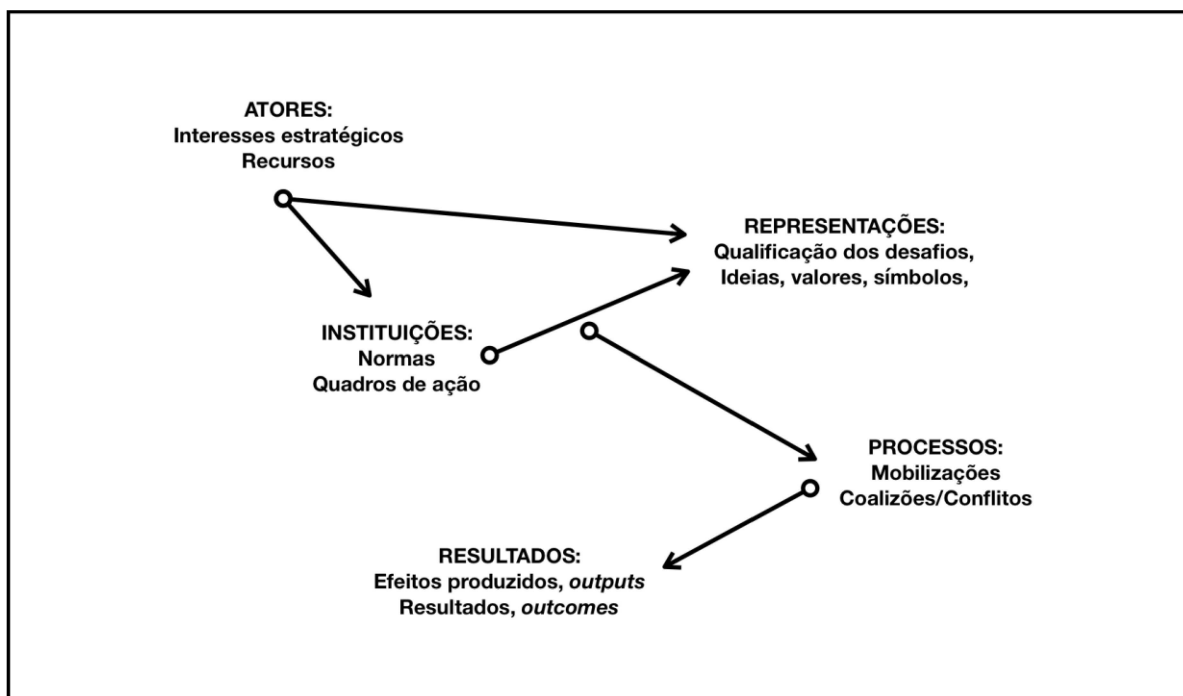 ATORES:
Interesses estratégicos
Recursos
REPRESENTAÇÕES:
Qualificação dos desafios,
Ideias, valores, símbolos,
INSTITUIÇÕES:
Normas
Quadros de ação
PROCESSOS:
Mobilizações
Coalizões/Conflitos
RESULTADOS:
Efeitos produzidos, outputs
Resultados, outcomes